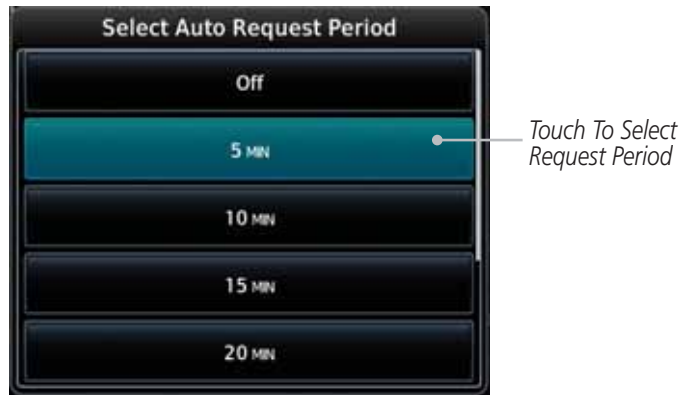 Select Auto Request Period
Off
5 MIN
Touch To Select
Request Period
10 MIN
15 MIN
20 MIN